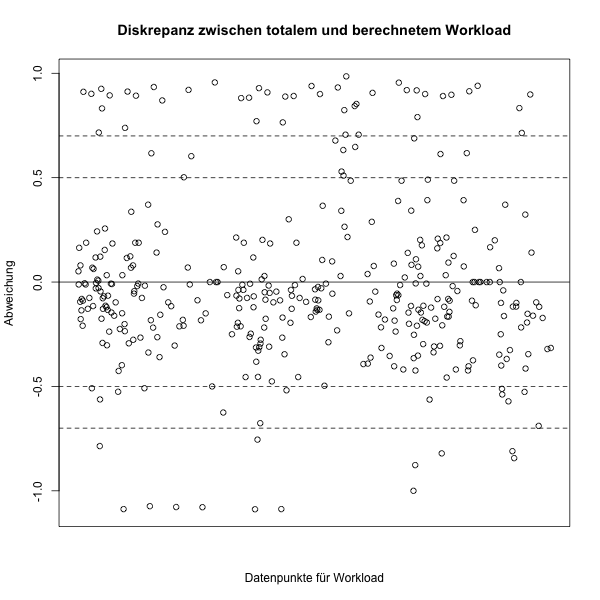 Diskrepanz zwischen totalem und berechnetem Workload
1.0
0.5
0.0
-0.5
-1.0
Abweichung
Datenpunkte für Workload